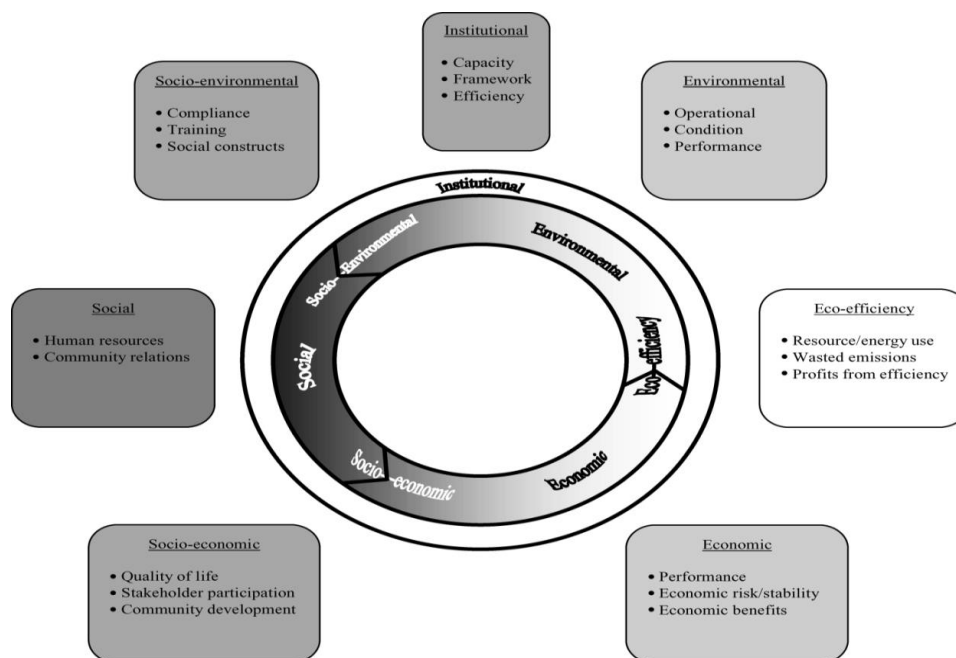 Institutional
• Capacity
• Framework
• Efficiency
Socio-environmental
• Compliance
• Training
• Social constructs
Environmental
• Operational
• Condition
• Performance
Institutional
Socio-Environmental
Environmental
Social
Eco-efficiency
Socio-economic
Economic
Social
• Human resources
• Community relations
Eco-efficiency
• Resource/energy use
• Wasted emissions
• Profits from efficiency
Socio-economic
• Quality of life
• Stakeholder participation
• Community development
Economic
• Performance
• Economic risk/stability
• Economic benefits